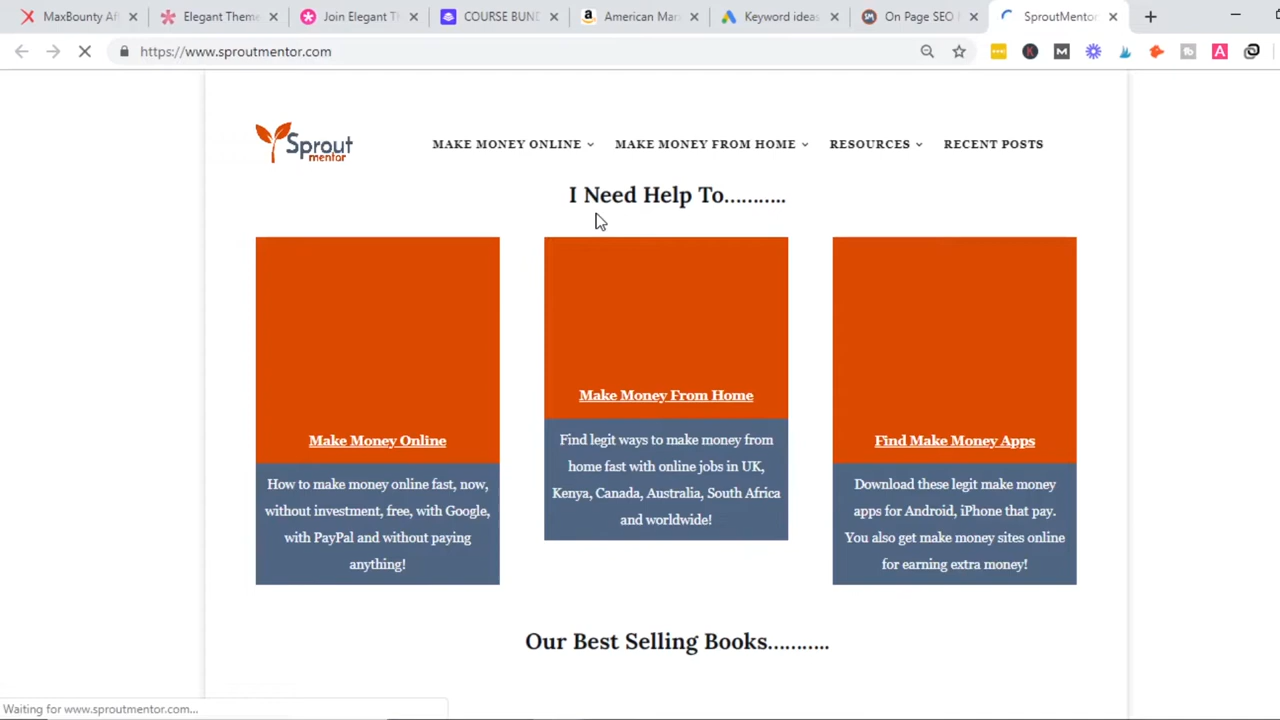 MaxBounty Af
Elegant Theme
Join Elegant T
COURSE BUND
American Mar
Keyword ideas
On Page SEO
SproutMentor
https://www.sproutmentor.com
Sprout
mentor
MAKE MONEY ONLINE
MAKE MONEY FROM HOME
RESOURCES
RECENT POSTS
I Need Help To...........
Make Money Online
How to make money online fast, now,
without investment, free, with Google,
with PayPal and without paying
anything!
Make Money From Home
Find legit ways to make money from
home fast with online jobs in UK,
Kenya, Canada, Australia, South Africa
and worldwide!
Find Make Money Apps
Download these legit make money
apps for Android, iPhone that pay.
You also get make money sites online
for earning extra money!
Our Best Selling Books...........
Waiting for www.sproutmentor.com...